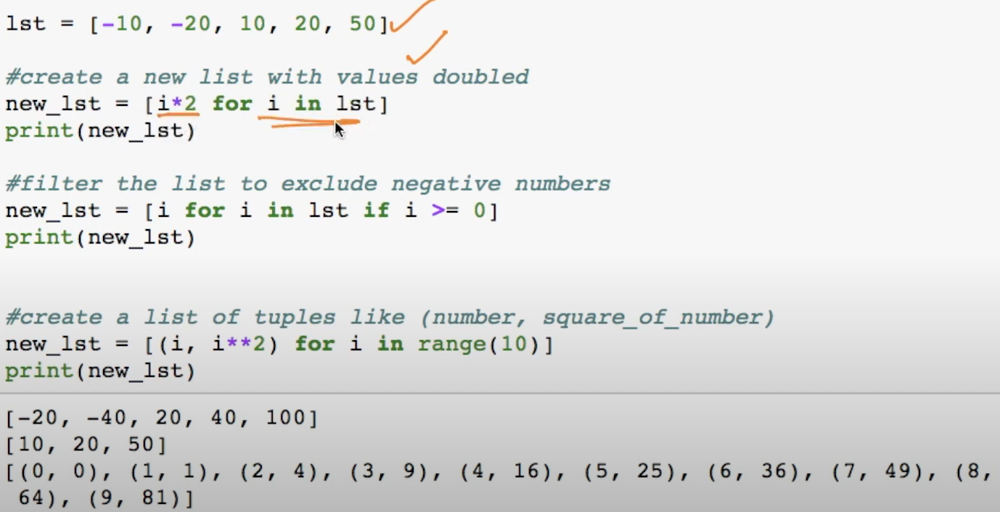 lst = [-10, -20, 10, 20, 50]
#create a new list with values doubled
new_lst = [i*2 for i in lst]
print(new_lst)
#filter the list to exclude negative numbers
new_lst = [i for i in lst if i >= 0]
print(new_lst)
#create a list of tuples like (number, square_of_number)
new_lst = [(i, i**2) for i in range(10)]
print(new_lst)
[-20, -40, 20, 40, 100]
[10, 20, 50]
[(0, 0), (1, 1), (2, 4), (3, 9), (4, 16), (5, 25), (6, 36), (7, 49), (8,
64), (9, 81)]